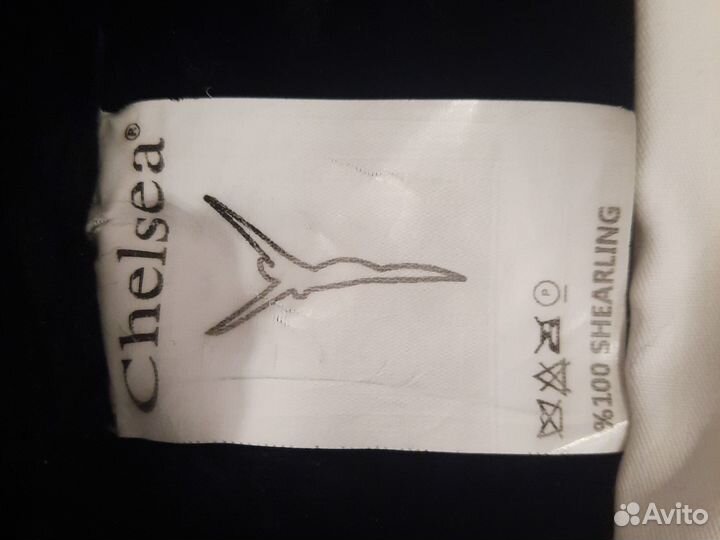 Chelsea®
P
%100 SHEARLING
Avito